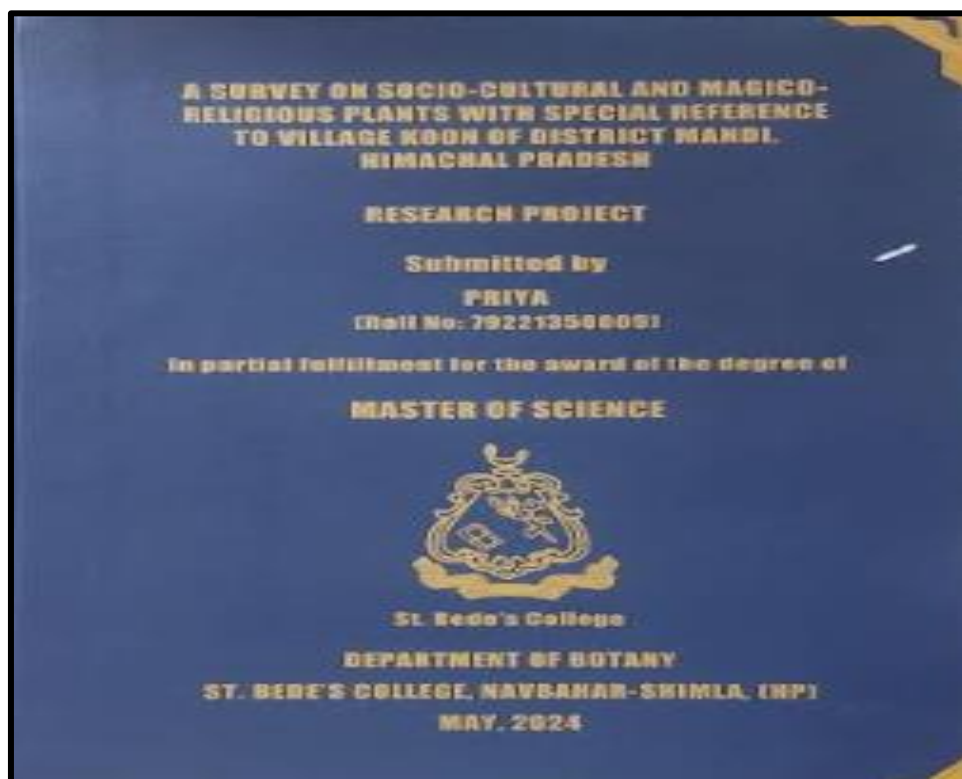 A SURVEY ON SOCIO-CULTURAL AND MAGICO-
RELIGIOUS PLANTS WITH SPECIAL REFERENCE
TO VILLAGE KOON OF DISTRICT MANDI,
HIMACHAL PRADESH
RESEARCH PROJECT
Submitted by
PRIYA
(Roll No:
In partial fulfillment for the award of the degree of
MASTER OF SCIENCE
St. Bede's College
DEPARTMENT OF BOTANY
ST. BEDE'S COLLEGE, NAVBAHAR-SHIMLA, (HP)
MAY, 2024